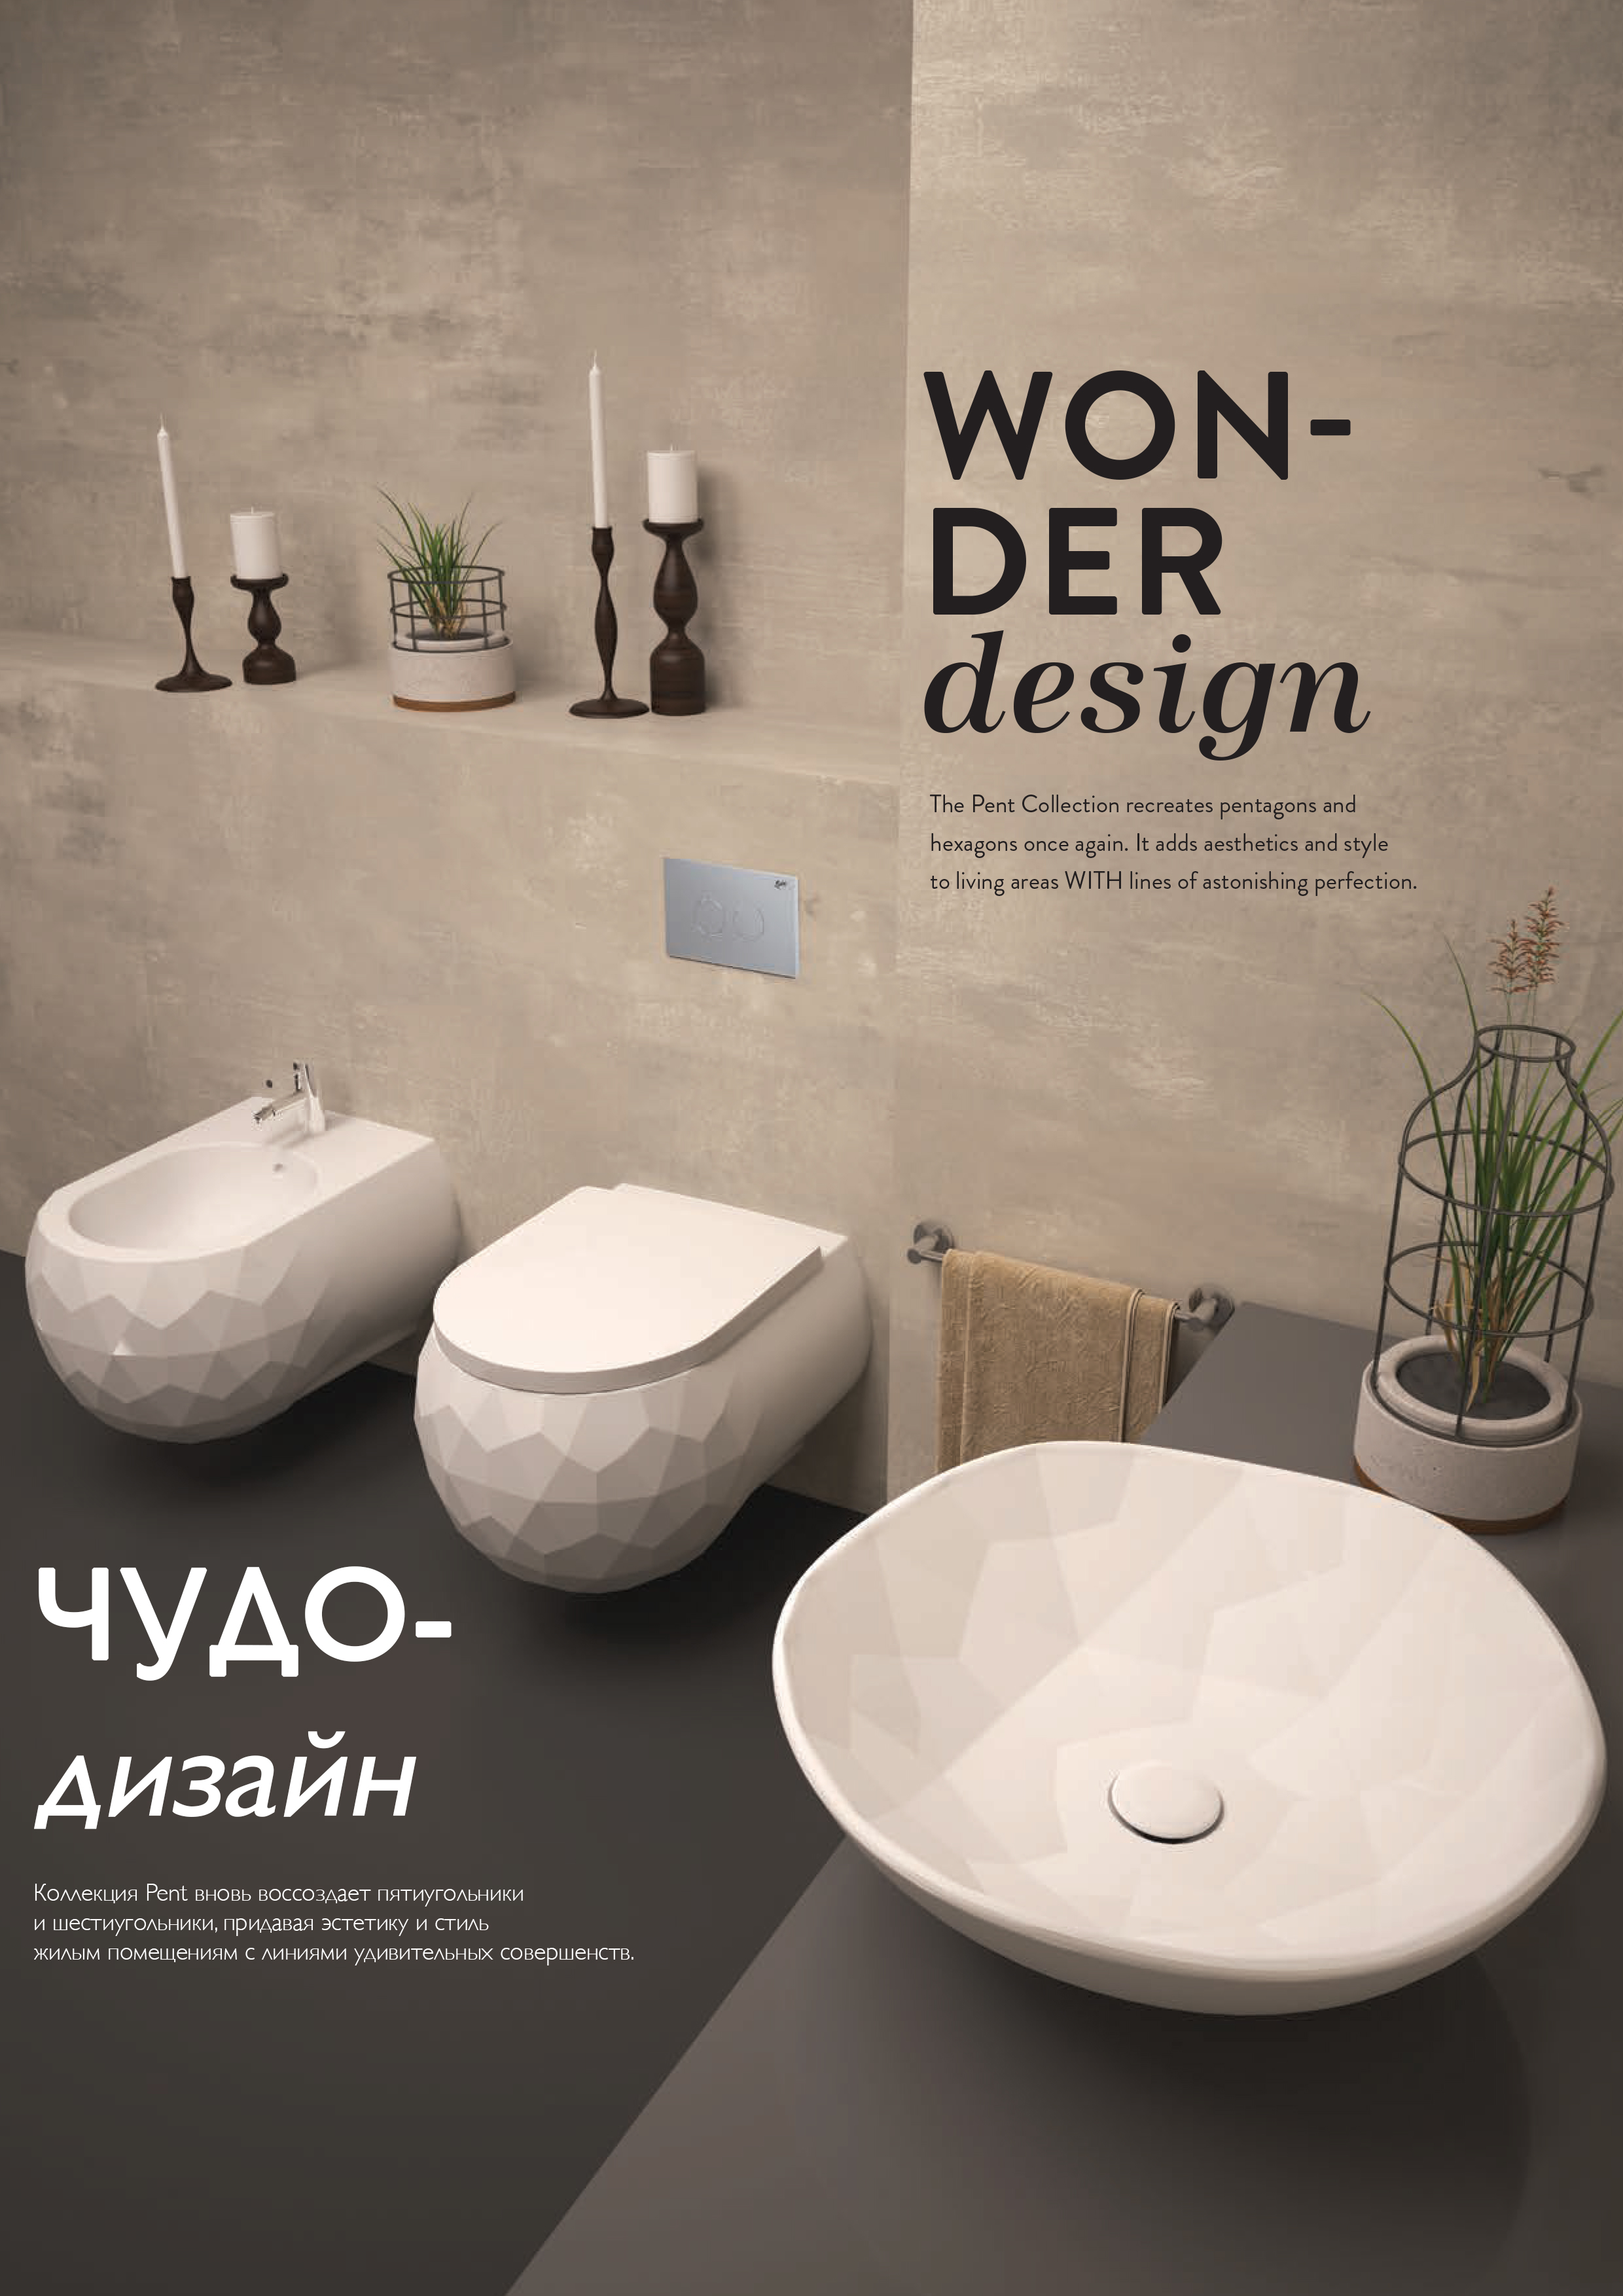 WON-
DER
design
The Pent Collection recreates pentagons and
hexagons once again. It adds aesthetics and style
to living areas WITH lines of astonishing perfection.
ЧУДО-
дизайн
Коллекция Pent вновь воссоздает пятиугольники
и шестиугольники, придавая эстетику и стиль
жилым помещениям с линиями удивительных совершенств.